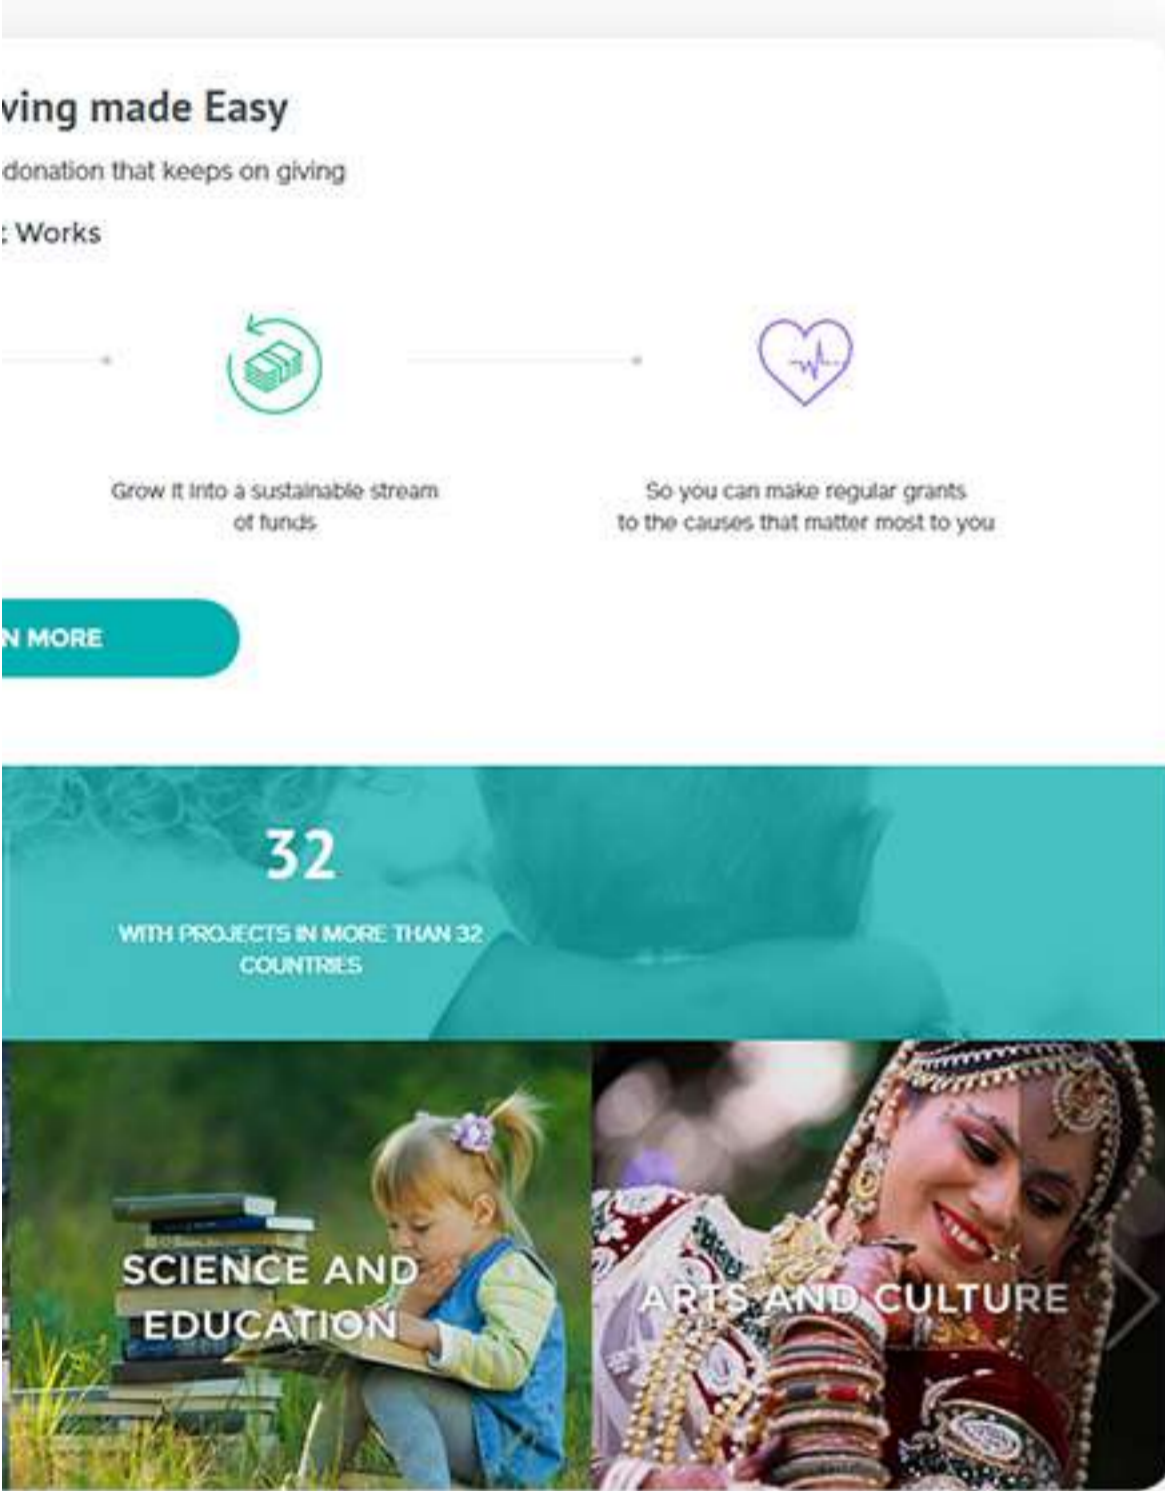 ving made Easy
donation that keeps on giving
: Works
Grow it into a sustainable stream
of funds
So you can make regular grants
to the causes that matter most to you
N MORE
32
WITH PROJECTS IN MORE THAN 32
COUNTRIES
SCIENCE AND
EDUCATION
ARTS AND CULTURE